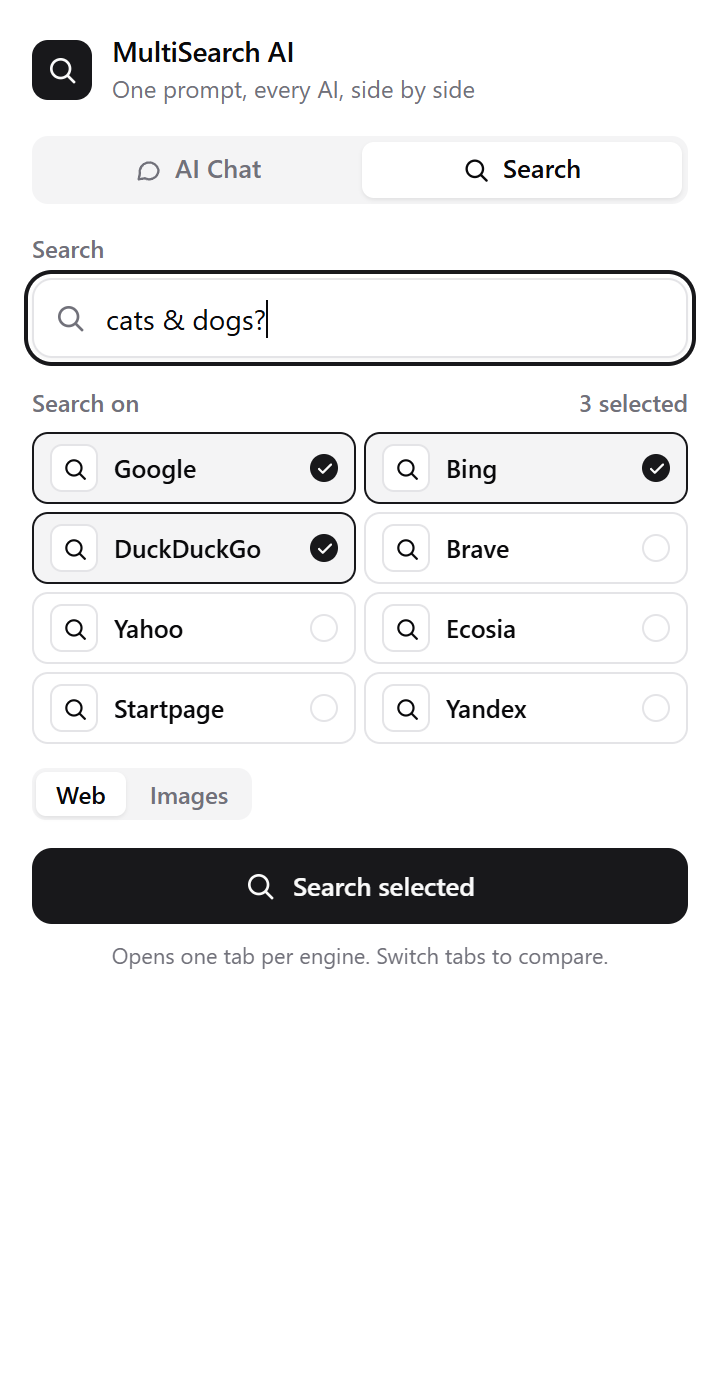 MultiSearch AI
One prompt, every AI, side by side
AI Chat
Search
Search
cats & dogs?
Search on
3 selected
Google
Bing
DuckDuckGo
Brave
Yahoo
Ecosia
Startpage
Yandex
Web
Images
Search selected
Opens one tab per engine. Switch tabs to compare.